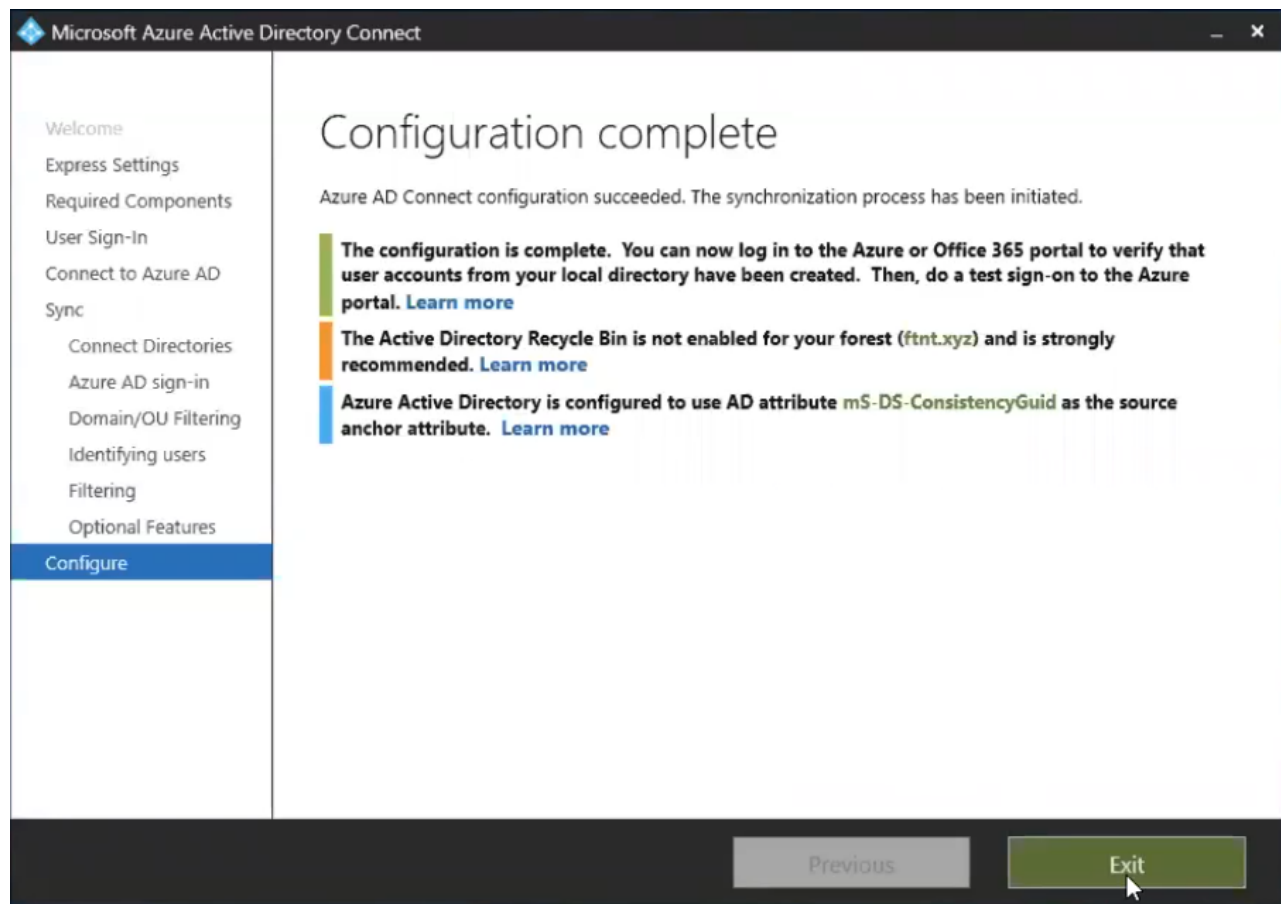 Microsoft Azure Active Directory Connect
Welcome
Express Settings
Required Components
User Sign-In
Connect to Azure AD
Sync
Connect Directories
Azure AD sign-in
Domain/OU Filtering
Identifying users
Filtering
Optional Features
Configure
Configuration complete
Azure AD Connect configuration succeeded. The synchronization process has been initiated.
The configuration is complete. You can now log in to the Azure or Office 365 portal to verify that
user accounts from your local directory have been created. Then, do a test sign-on to the Azure
portal. Learn more
The Active Directory Recycle Bin is not enabled for your forest (ftnt.xyz) and is strongly
recommended. Learn more
Azure Active Directory is configured to use AD attribute mS-DS-ConsistencyGuid as the source
anchor attribute. Learn more
Previous
Exit